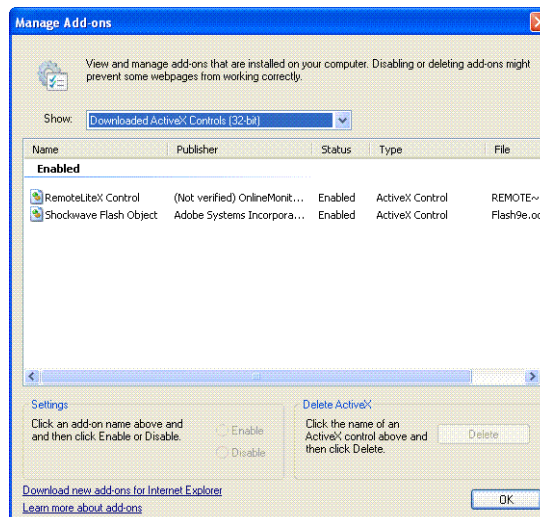 Manage Add-ons
View and manage add-ons that are installed on your computer. Disabling or deleting add-ons might
prevent some webpages from working correctly.
Show: Downloaded ActiveX Controls (32-bit)
Name Publisher Status Type File
Enabled
RemoteLiteX Control (Not verified) OnlineMonit... Enabled ActiveX Control REMOTE~
Shockwave Flash Object Adobe Systems Incorpora... Enabled ActiveX Control Flash9e.oc
Settings
Click an add-on name above and
and then click Enable or Disable.
Enable
Disable
Delete ActiveX
Click the name of an
ActiveX control above and
then click Delete.
Delete
Download new add-ons for Internet Explorer
Learn more about add-ons
OK